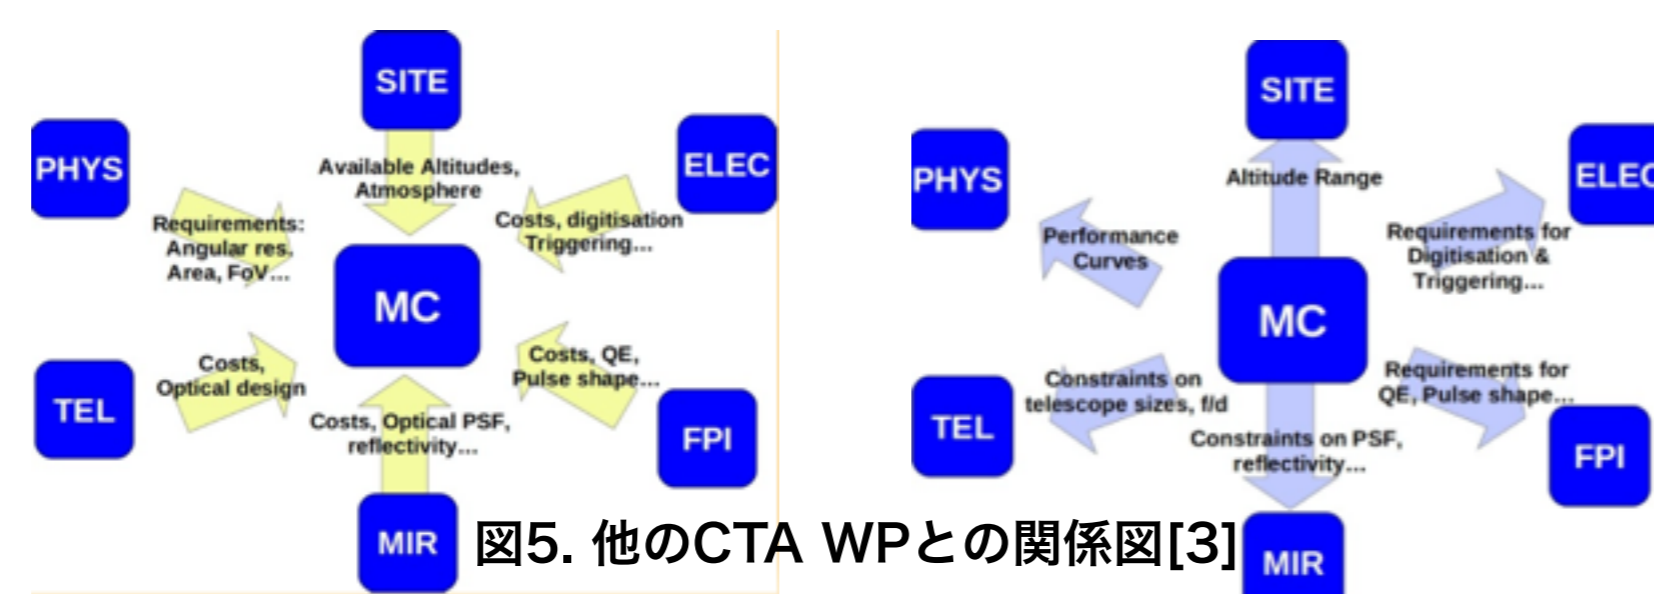 SITE
PHYS
ELEC
Available Altitudes,
Atmosphere
Requirements:
Angular res.
Area, FoV...
Costs, digitisation
Triggering...
MC
Costs,
Optical design
Costs, QE,
Pulse shape...
TEL
Costs, Optical PSF,
reflectivity...
FPI
MIR
SITE
PHYS
ELEC
Altitude Range
Performance
Curves
Requirements for
Digitisation &
Triggering...
MC
Constraints on
telescope sizes, f/d
Requirements for
QE, Pulse shape...
TEL
Constraints on PSF,
reflectivity...
FPI
MIR
図5. 他のCTA WPとの関係図[3]